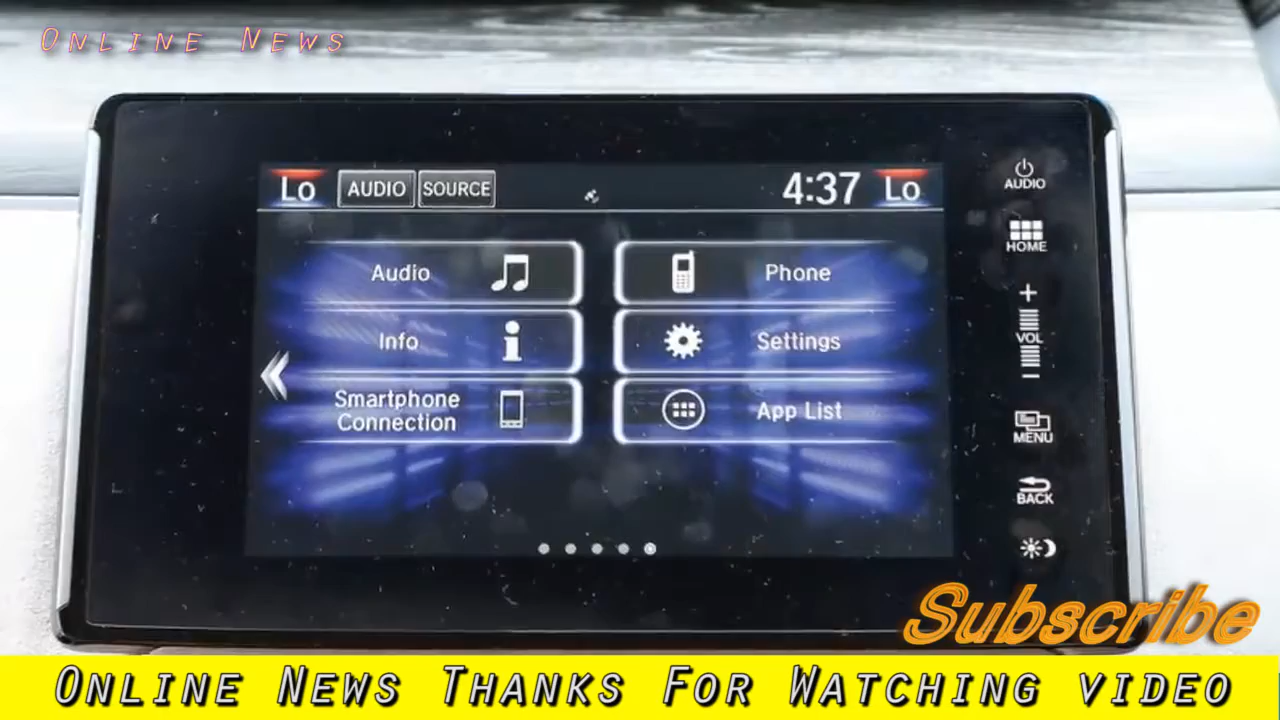 Online News
Lo AUDIO SOURCE 4:37 Lo
Audio
Phone
Info
Settings
Smartphone
Connection
App List
AUDIO
HOME
+
VOL
-
MENU
BACK
Subscribe
Online News Thanks For Watching video